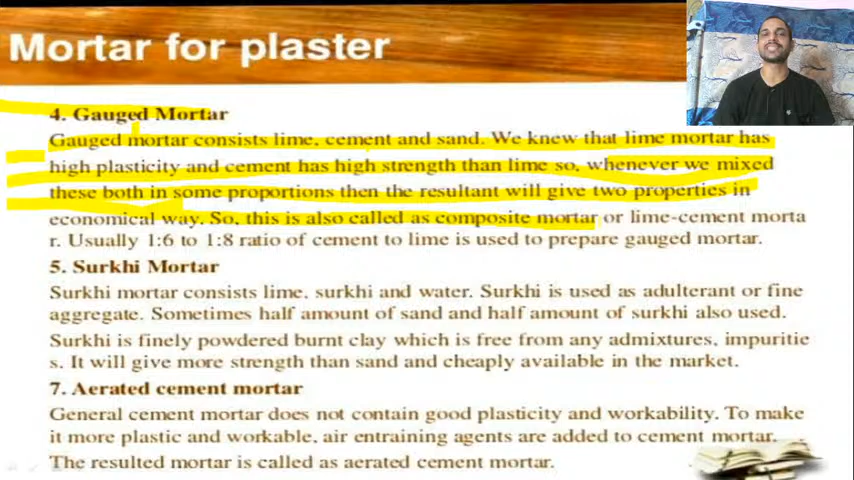 Mortar for plaster
4. Gauged Mortar
Gauged mortar consists lime, cement and sand. We knew that lime mortar has
high plasticity and cement has high strength than lime so, whenever we mixed
these both in some proportions then the resultant will give two properties in
economical way. So, this is also called as composite mortar or lime-cement morta
r. Usually 1:6 to 1:8 ratio of cement to lime is used to prepare gauged mortar.
5. Surkhi Mortar
Surkhi mortar consists lime, surkhi and water. Surkhi is used as adulterant or fine
aggregate. Sometimes half amount of sand and half amount of surkhi also used.
Surkhi is finely powdered burnt clay which is free from any admixtures, impuritie
s. It will give more strength than sand and cheaply available in the market.
7. Aerated cement mortar
General cement mortar does not contain good plasticity and workability. To make
it more plastic and workable, air entraining agents are added to cement mortar.
The resulted mortar is called as aerated cement mortar.